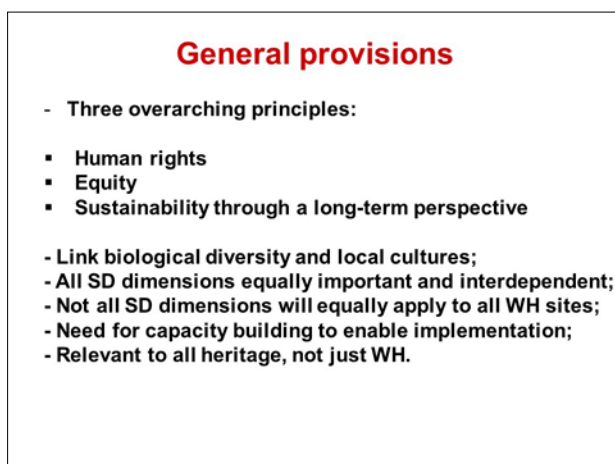 General provisions
- Three overarching principles:
▪ Human rights
▪ Equity
▪ Sustainability through a long-term perspective
- Link biological diversity and local cultures;
- All SD dimensions equally important and interdependent;
- Not all SD dimensions will equally apply to all WH sites;
- Need for capacity building to enable implementation;
- Relevant to all heritage, not just WH.